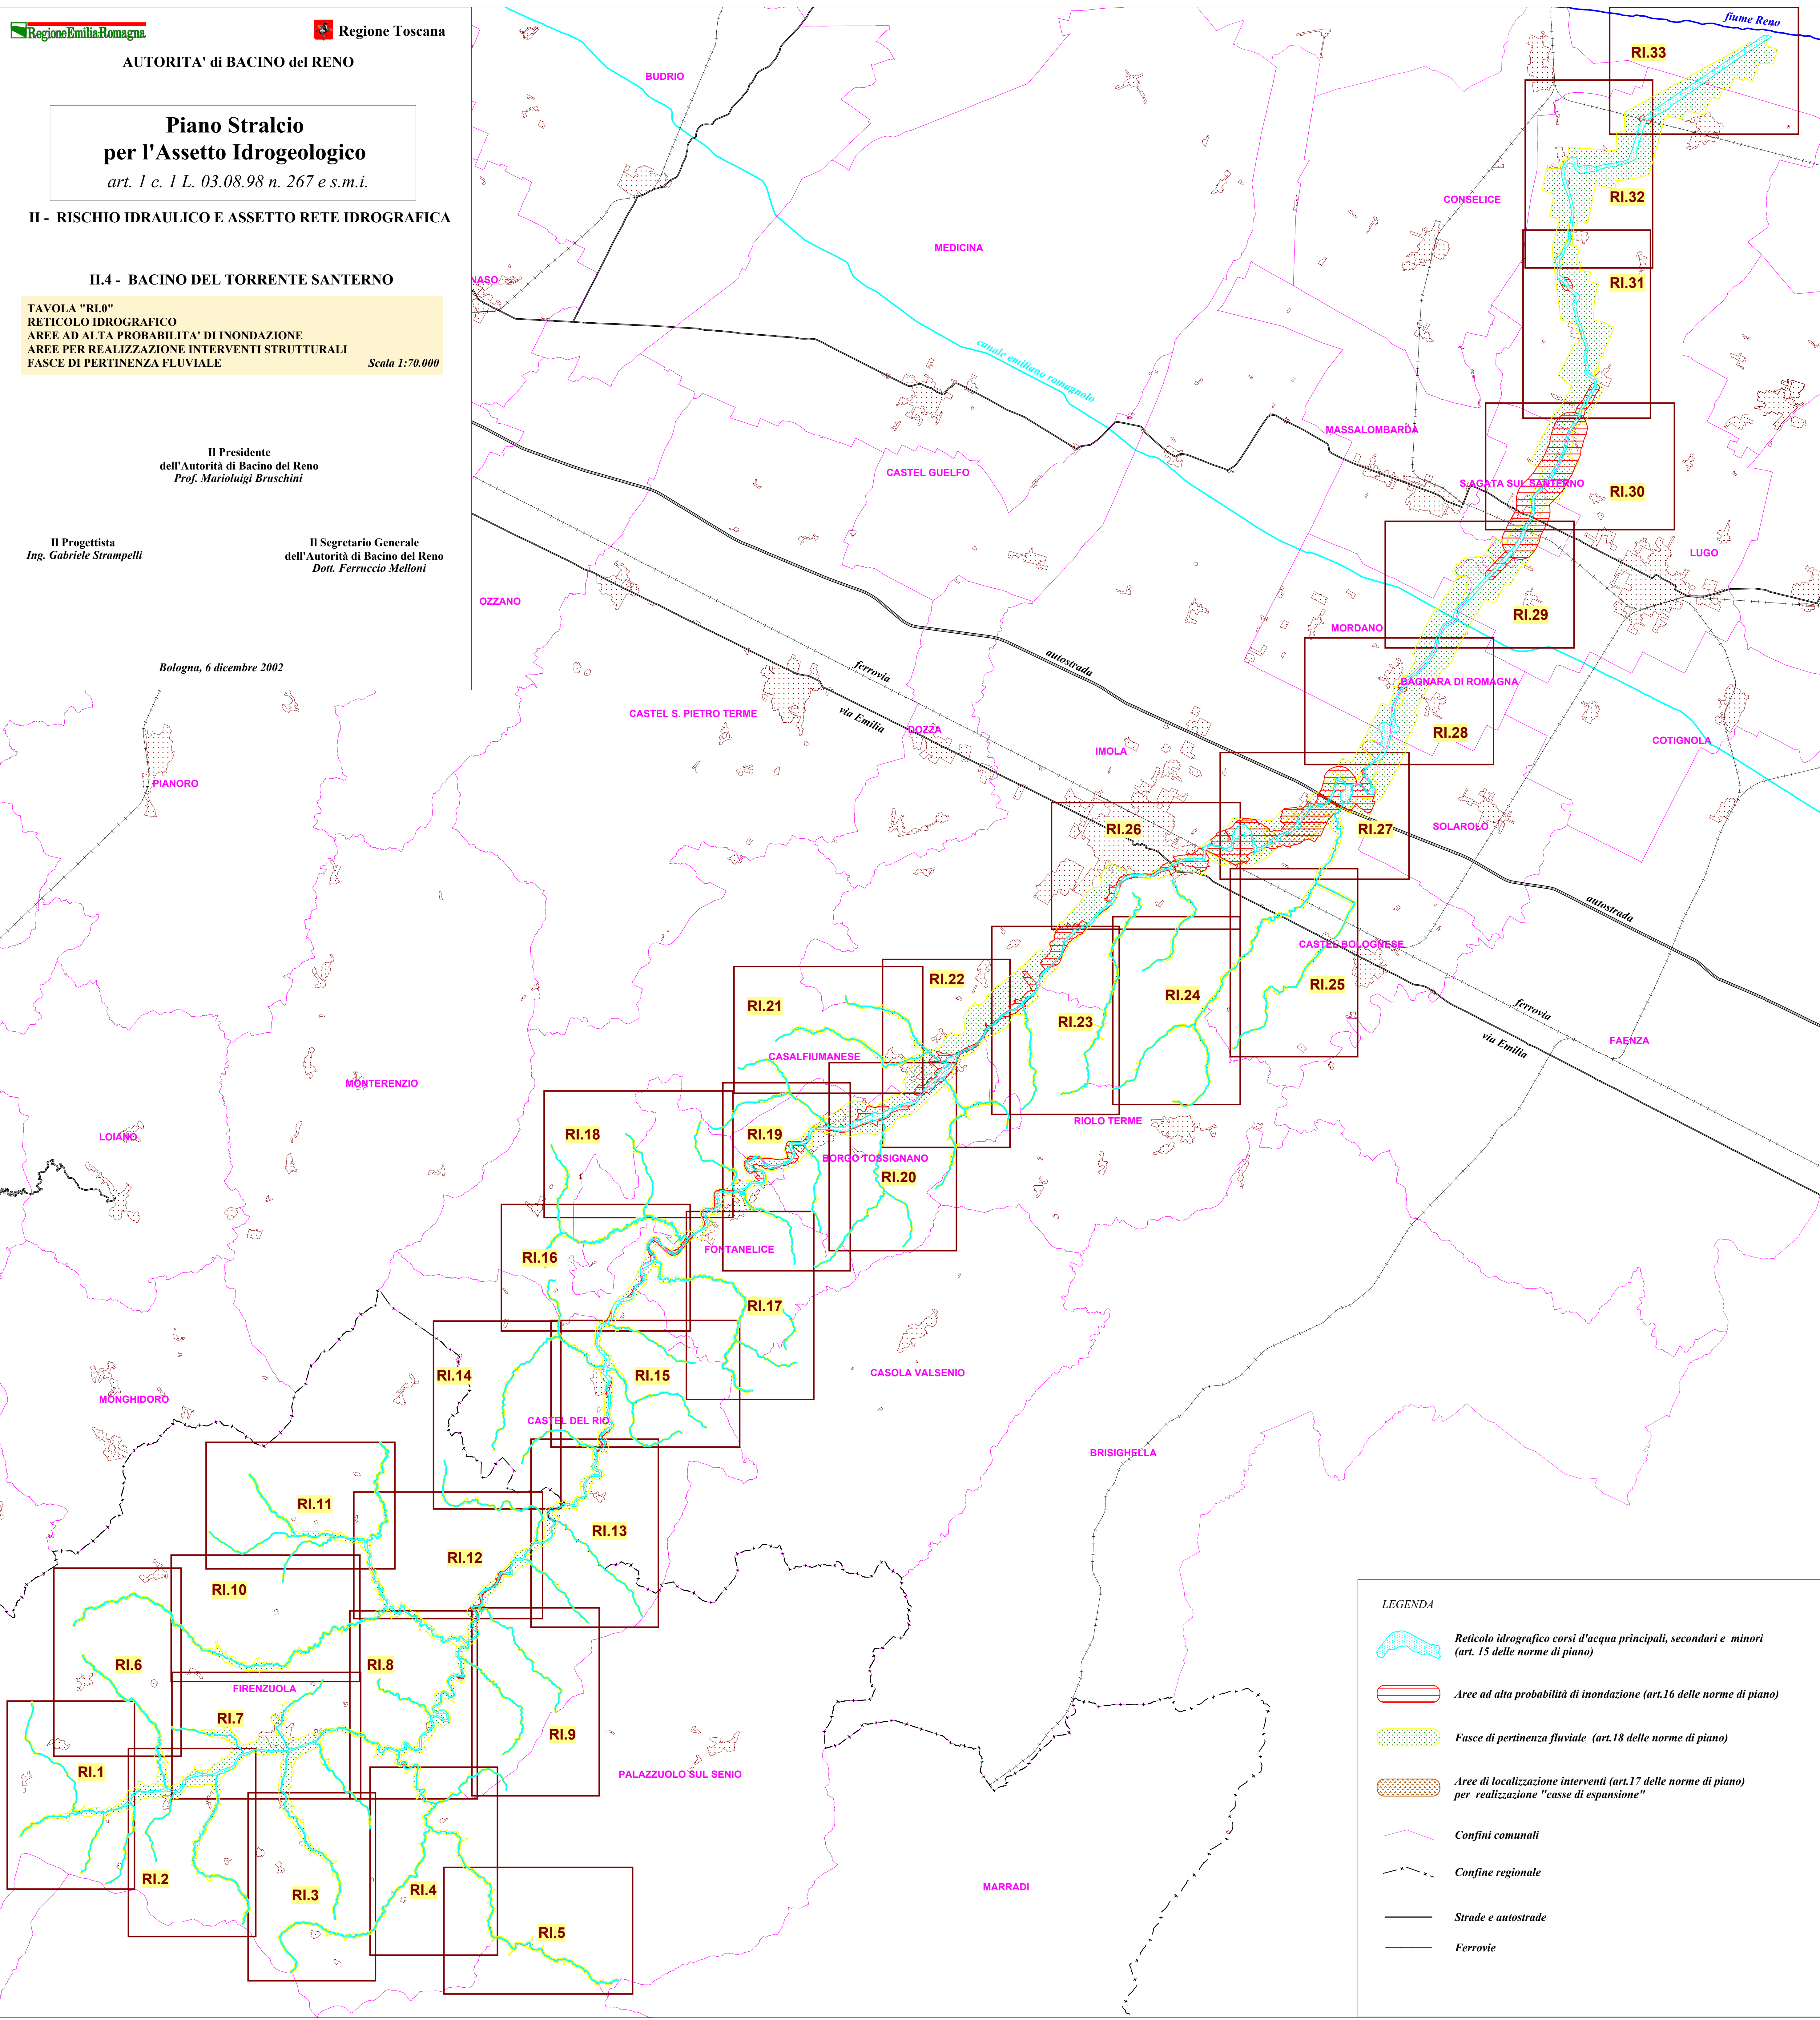 RegioneEmilia-Romagna
Regione Toscana
AUTORITA' di BACINO del RENO
Piano Stralcio
per l'Assetto Idrogeologico
art. 1 c. 1 L. 03.08.98 n. 267 e s.m.i.
II - RISCHIO IDRAULICO E ASSETTO RETE IDROGRAFICA
II.4 - BACINO DEL TORRENTE SANTERNO
TAVOLA "RI.0"
RETICOLO IDROGRAFICO
AREE AD ALTA PROBABILITA' DI INONDAZIONE
AREE PER REALIZZAZIONE INTERVENTI STRUTTURALI
FASCE DI PERTINENZA FLUVIALE Scala 1:70.000
Il Presidente
dell'Autorità di Bacino del Reno
Prof. Marioluigi Bruschini
Il Progettista
Ing. Gabriele Strampelli
Il Segretario Generale
dell'Autorità di Bacino del Reno
Dott. Ferruccio Melloni
Bologna, 6 dicembre 2002
fiume Reno
RI.33
BUDRIO
RI.32
CONSELICE
MEDICINA
NASO
RI.31
canale emiliano romagnolo
MASSALOMBARDA
CASTEL GUELFO
S.AGATA SUL SANTERNO
RI.30
LUGO
OZZANO
RI.29
MORDANO
autostrada
ferrovia
BAGNARA DI ROMAGNA
CASTEL S. PIETRO TERME
via Emilia
DOZZA
RI.28
COTIGNOLA
IMOLA
PIANORO
RI.26
RI.27
SOLAROLO
autostrada
CASTEL BOLOGNESE
RI.22
RI.25
RI.24
RI.21
ferrovia
RI.23
via Emilia
FAENZA
CASALFIUMANESE
MONTERENZIO
RIOLO TERME
RI.18
RI.19
LOIANO
BORGO TOSSIGNANO
RI.20
FONTANELICE
RI.16
RI.17
CASOLA VALSENIO
RI.14
RI.15
MONGHIDORO
CASTEL DEL RIO
BRISIGHELLA
RI.11
RI.13
RI.12
RI.10
RI.6
RI.8
FIRENZUOLA
RI.7
RI.9
RI.1
PALAZZUOLO SUL SENIO
RI.2
MARRADI
RI.4
RI.3
RI.5
LEGENDA
Reticolo idrografico corsi d'acqua principali, secondari e minori
(art. 15 delle norme di piano)
Aree ad alta probabilità di inondazione (art.16 delle norme di piano)
Fasce di pertinenza fluviale (art.18 delle norme di piano)
Aree di localizzazione interventi (art.17 delle norme di piano)
per realizzazione "casse di espansione"
Confini comunali
Confine regionale
Strade e autostrade
Ferrovie